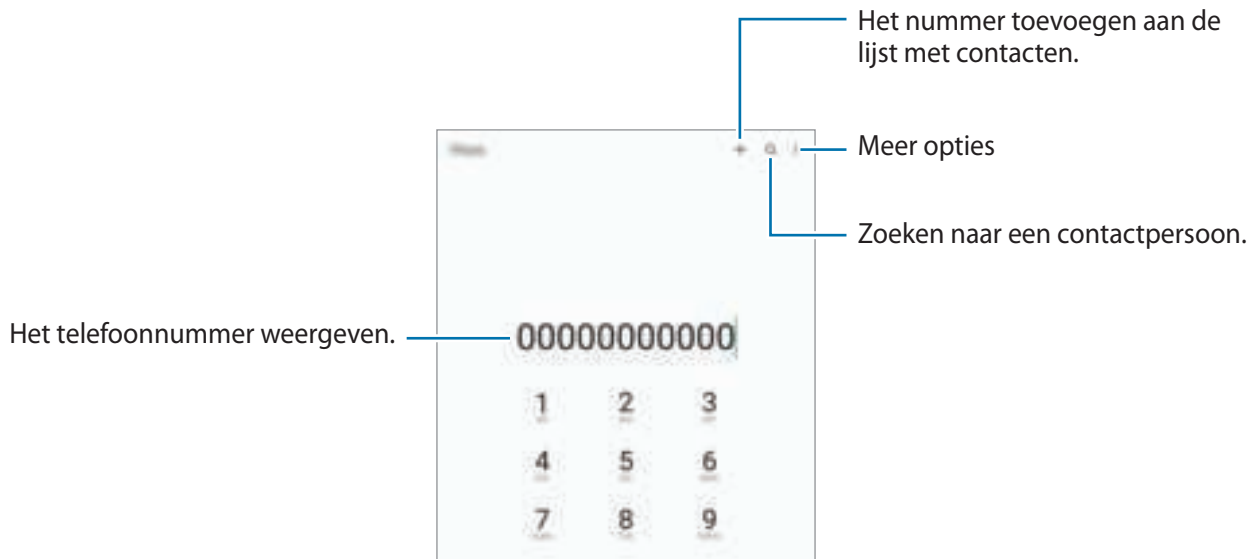 Het nummer toevoegen aan de
lijst met contacten.
Meer opties
Zoeken naar een contactpersoon.
Het telefoonnummer weergeven.
00000000000
1 2 3
4 5 6
7 8 9